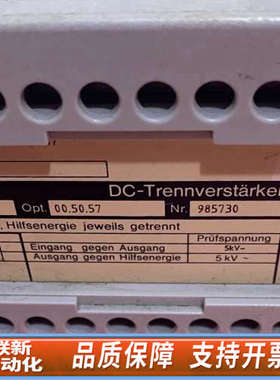 DC-Trennverstärker
Opt. 00.50.57 Nr. 985730
, Hilfsenergie jeweils getrennt
Prüfspannung
Eingang gegen Ausgang 5kV~
Ausgang gegen Hilfsenergie 5 kV ~
联新
自动化
品质保障 支持开票